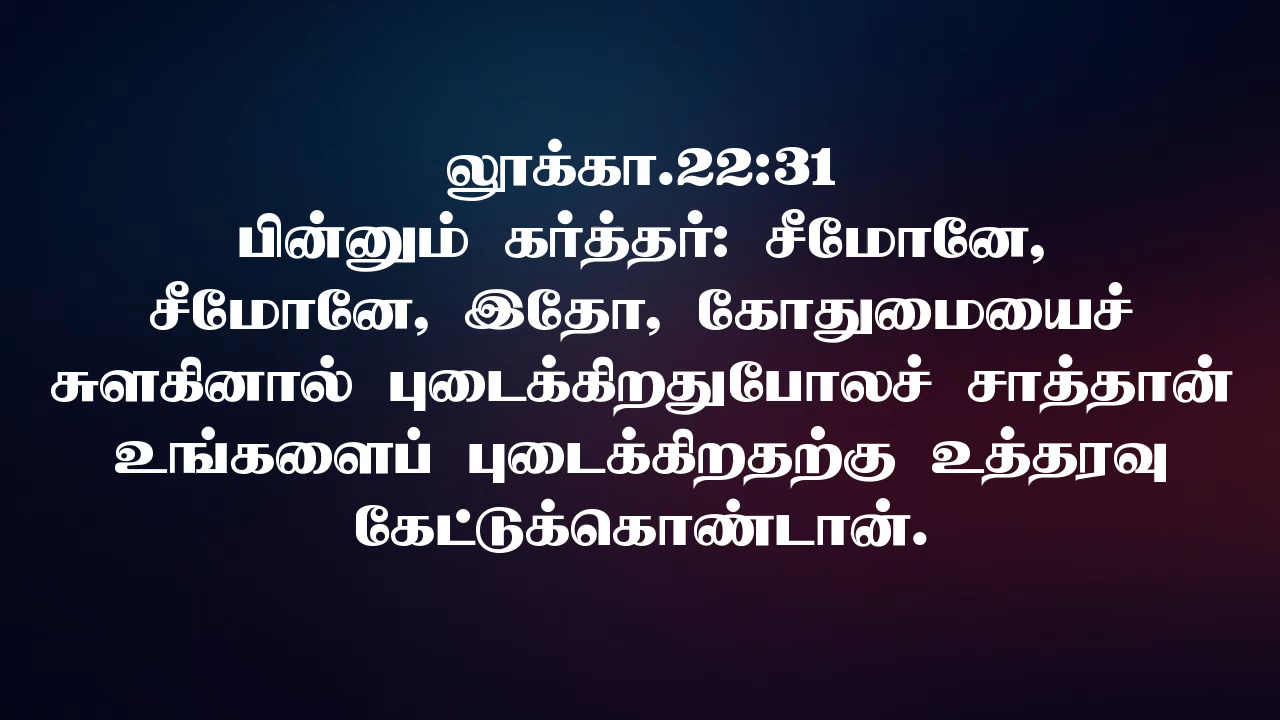 லூக்கா.22:31
பின்னும் கர்த்தர்: சீமோனே,
சீமோனே, இதோ, கோதுமையைச்
சுளகினால் புடைக்கிறதுபோலச் சாத்தான்
உங்களைப் புடைக்கிறதற்கு உத்தரவு
கேட்டுக்கொண்டான்.